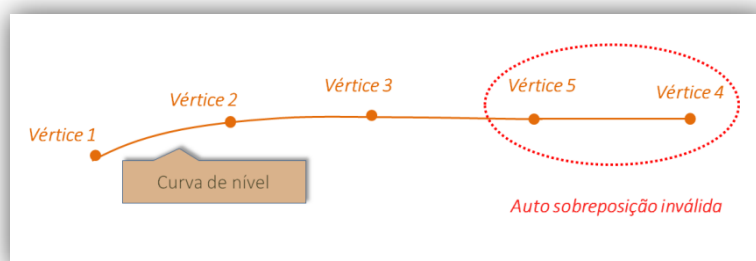 Vértice 1
Vértice 2
Vértice 3
Vértice 5
Vértice 4
Curva de nível
Auto sobreposição inválida